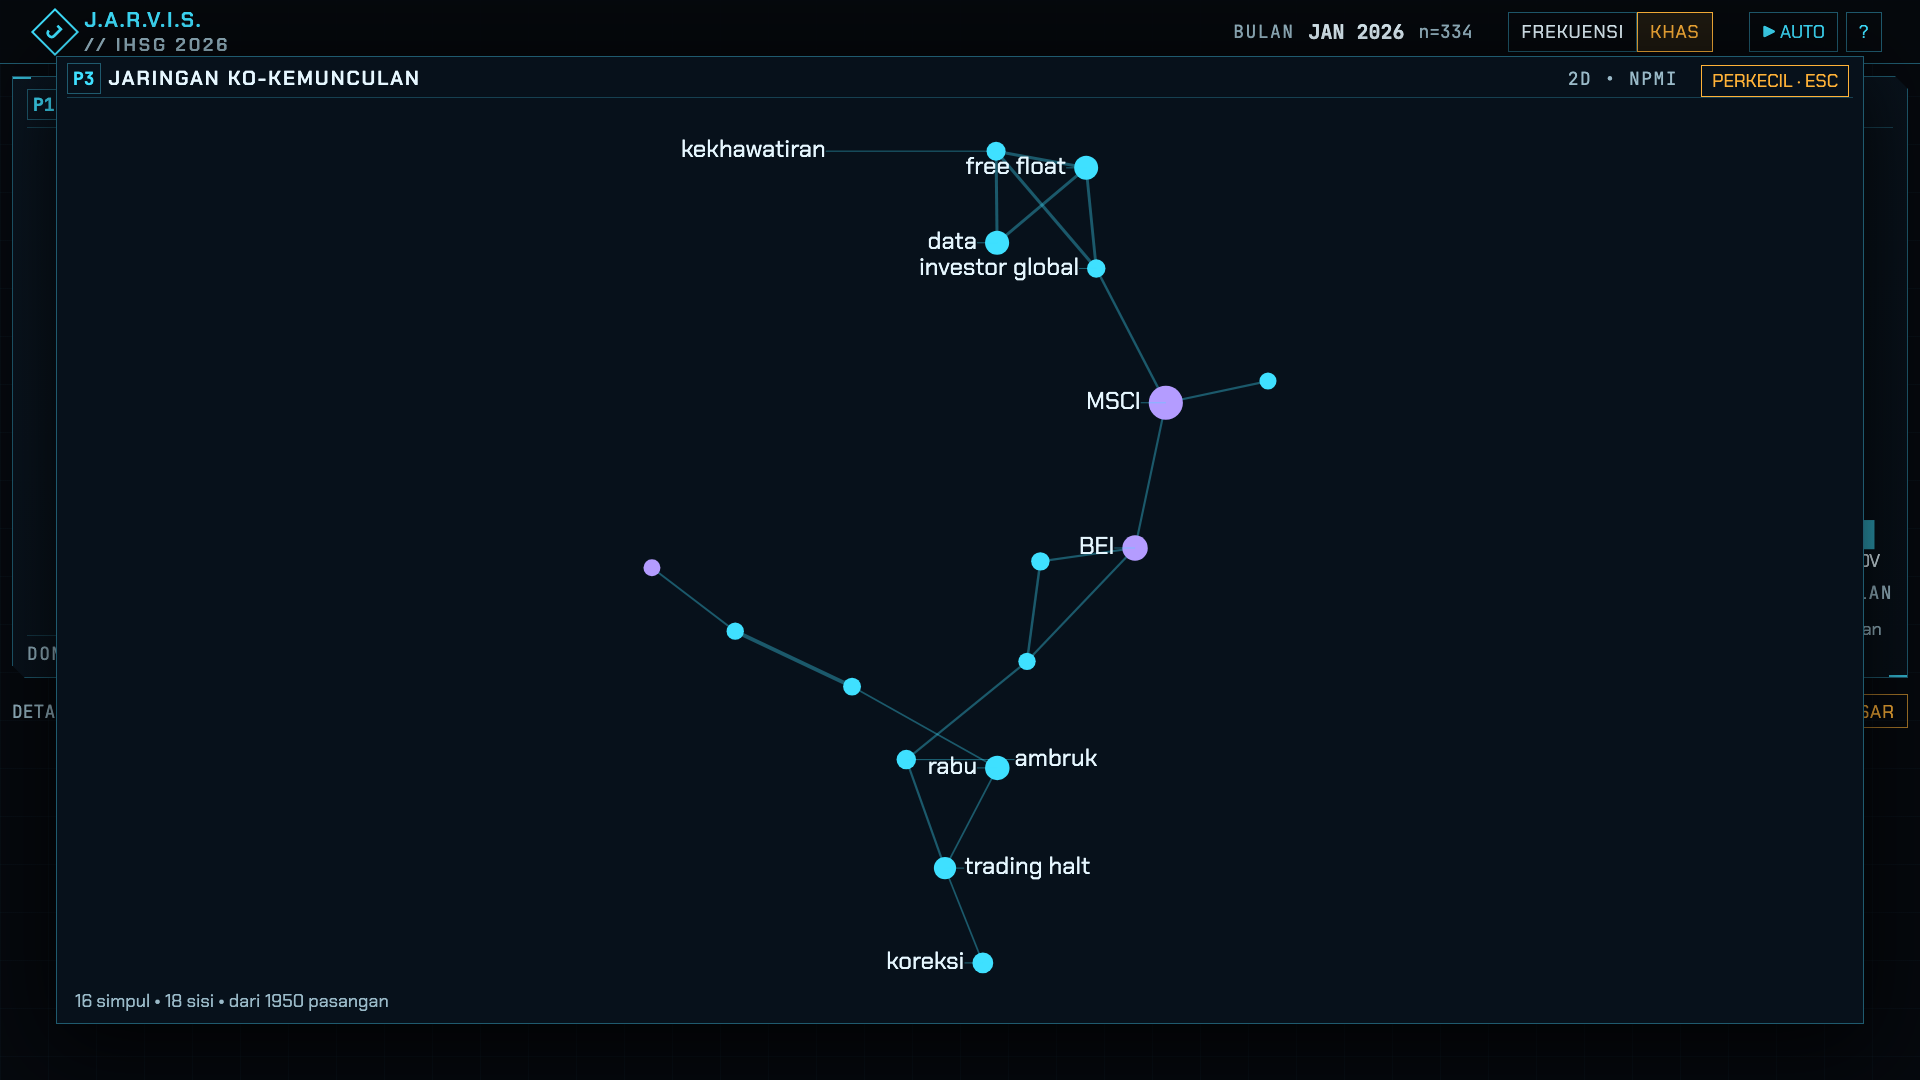 J.A.R.V.I.S.
// IHSG 2026
BULAN JAN 2026 n=334
FREKUENSI KHAS
AUTO
?
P1
P3 JARINGAN KO-KEMUNCULAN
2D • NPMI
PERKECIL · ESC
kekhawatiran
free float
data
investor global
MSCI
BEI
rabu
ambruk
trading halt
koreksi
16 simpul • 18 sisi • dari 1950 pasangan